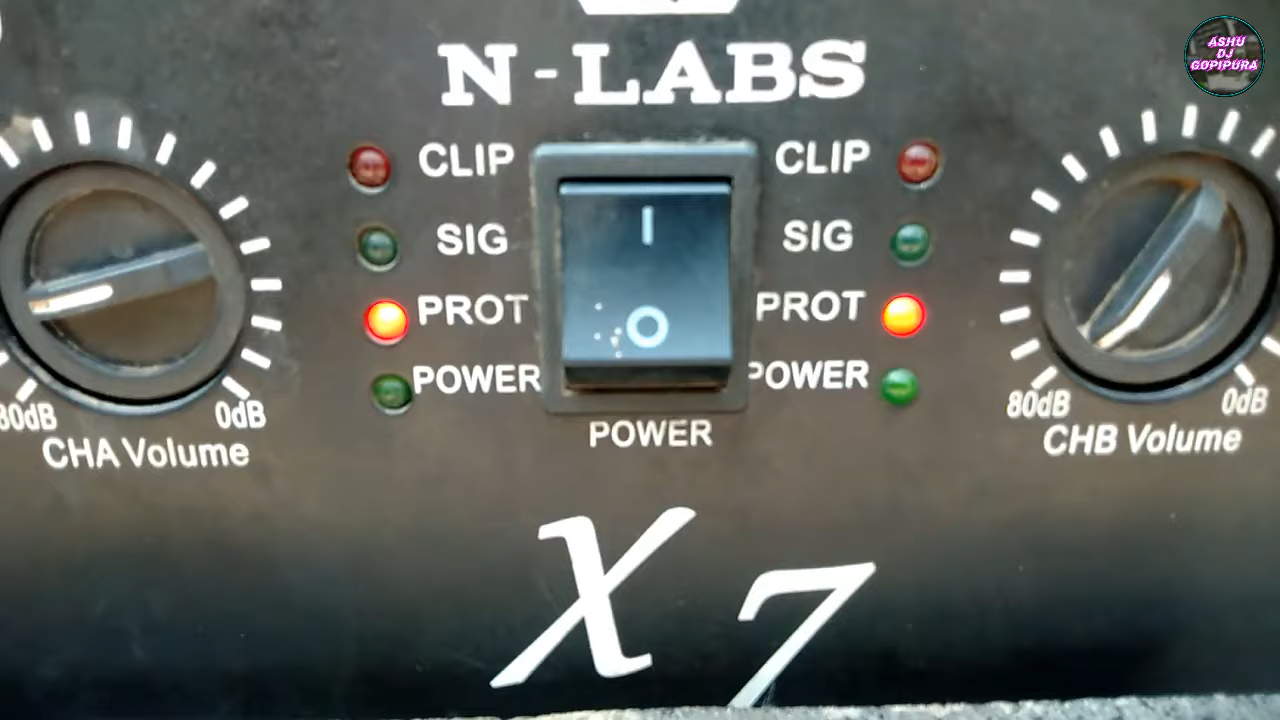 N-LABS
ASHU
DJ
GOPIPURA
CLIP
CLIP
SIG
SIG
PROT
PROT
POWER
POWER
I
O
80dB
0dB
CHA Volume
POWER
80dB
0dB
CHB Volume
X7